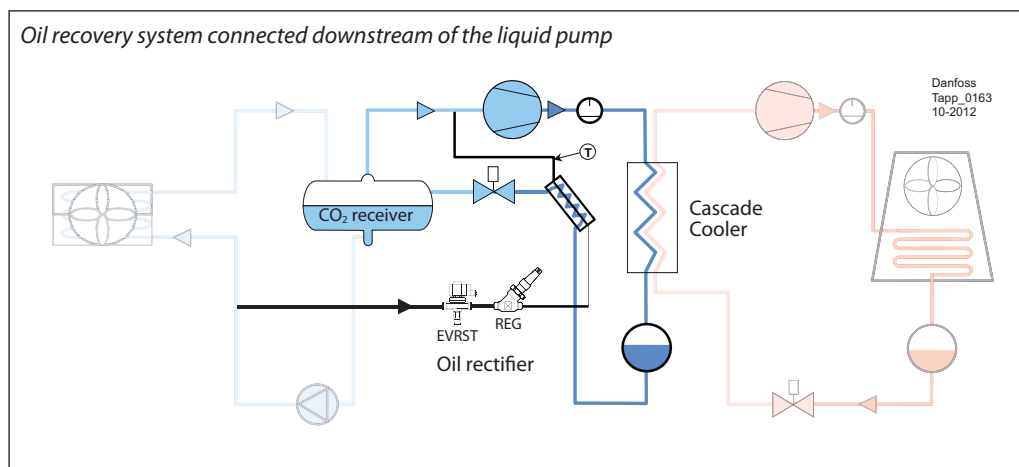 Oil recovery system connected downstream of the liquid pump
Danfoss
Tapp_0163
10-2012
T
CO₂ receiver
Cascade
Cooler
EVRST
REG
Oil rectifier